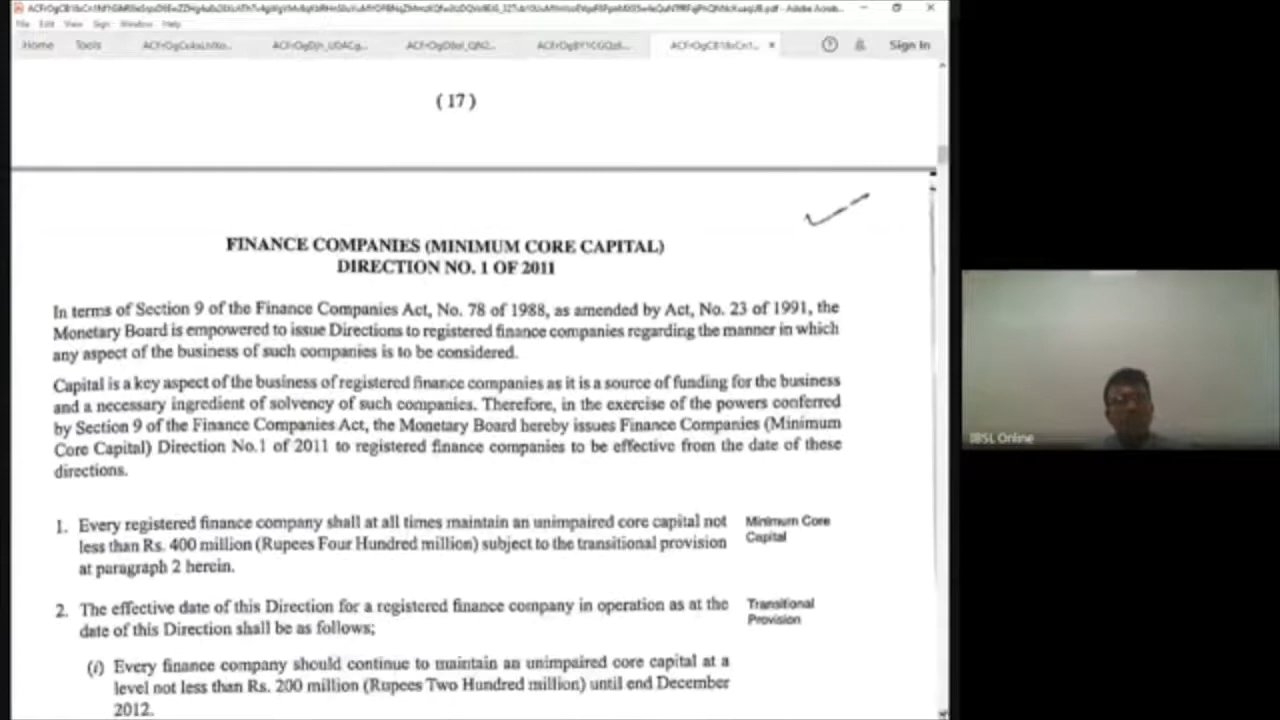 File Edit View Sign Window Help
Home Tools Sign In
( 17 )
FINANCE COMPANIES (MINIMUM CORE CAPITAL)
DIRECTION NO. 1 OF 2011
In terms of Section 9 of the Finance Companies Act, No. 78 of 1988, as amended by Act, No. 23 of 1991, the
Monetary Board is empowered to issue Directions to registered finance companies regarding the manner in which
any aspect of the business of such companies is to be considered.
Capital is a key aspect of the business of registered finance companies as it is a source of funding for the business
and a necessary ingredient of solvency of such companies. Therefore, in the exercise of the powers conferred
by Section 9 of the Finance Companies Act, the Monetary Board hereby issues Finance Companies (Minimum
Core Capital) Direction No.1 of 2011 to registered finance companies to be effective from the date of these
directions.
1. Every registered finance company shall at all times maintain an unimpaired core capital not
less than Rs. 400 million (Rupees Four Hundred million) subject to the transitional provision
at paragraph 2 herein.
Minimum Core
Capital
2. The effective date of this Direction for a registered finance company in operation as at the
date of this Direction shall be as follows;
Transitional
Provision
(i) Every finance company should continue to maintain an unimpaired core capital at a
level not less than Rs. 200 million (Rupees Two Hundred million) until end December
2012.
IBSL Online